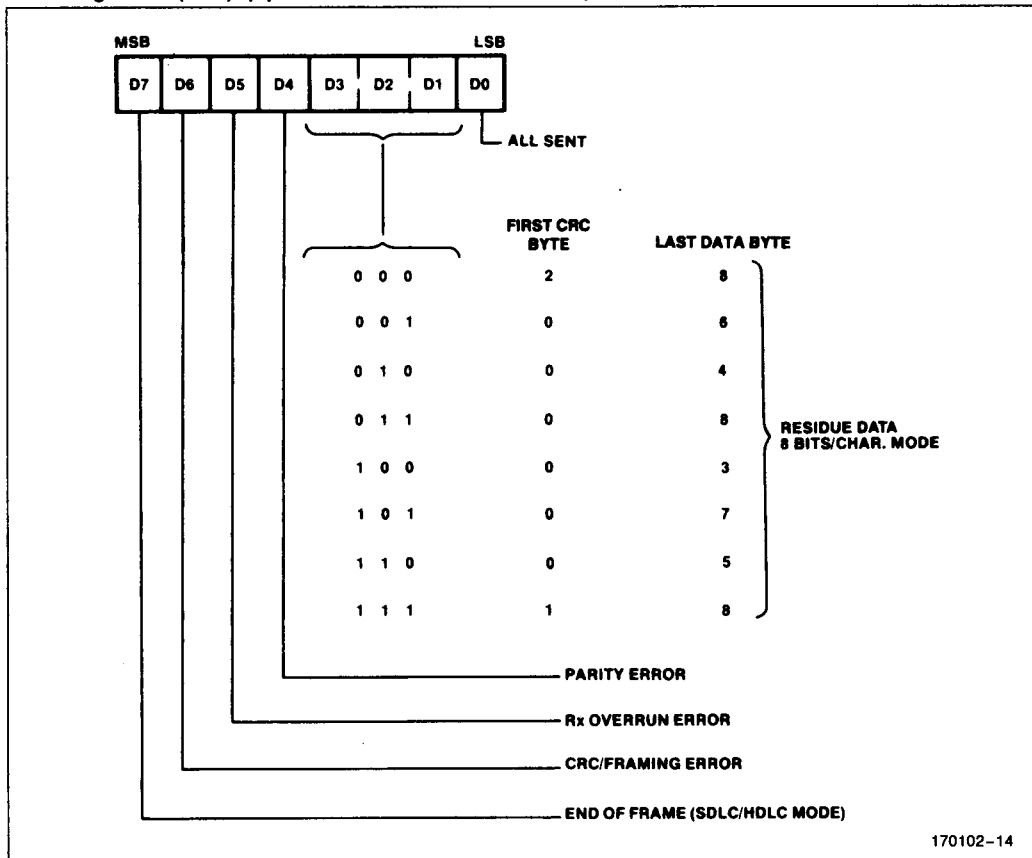 MSB LSB
D7 D6 D5 D4 D3 D2 D1 D0
ALL SENT
FIRST CRC
BYTE
LAST DATA BYTE
0 0 0 2 8
0 0 1 0 6
0 1 0 0 4
0 1 1 0 8
1 0 0 0 3
1 0 1 0 7
1 1 0 0 5
1 1 1 1 8
RESIDUE DATA
8 BITS/CHAR. MODE
PARITY ERROR
Rx OVERRUN ERROR
CRC/FRAMING ERROR
END OF FRAME (SDLC/HDLC MODE)
170102-14